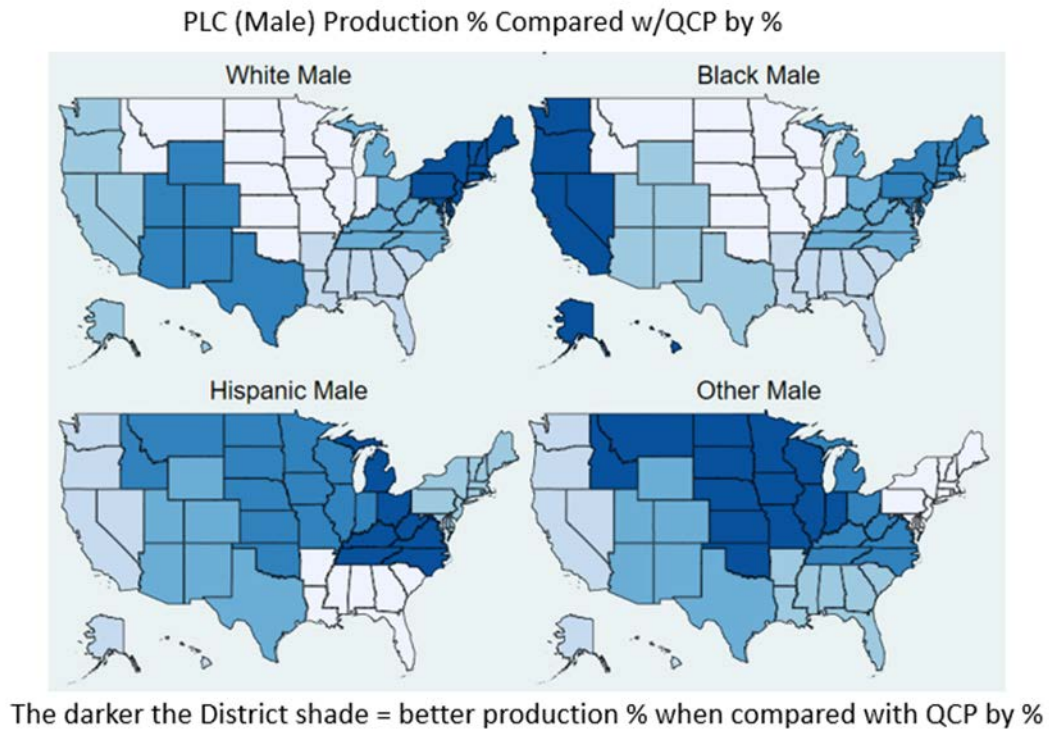 PLC (Male) Production % Compared w/QCP by %
White Male
Black Male
Hispanic Male
Other Male
The darker the District shade = better production % when compared with QCP by %